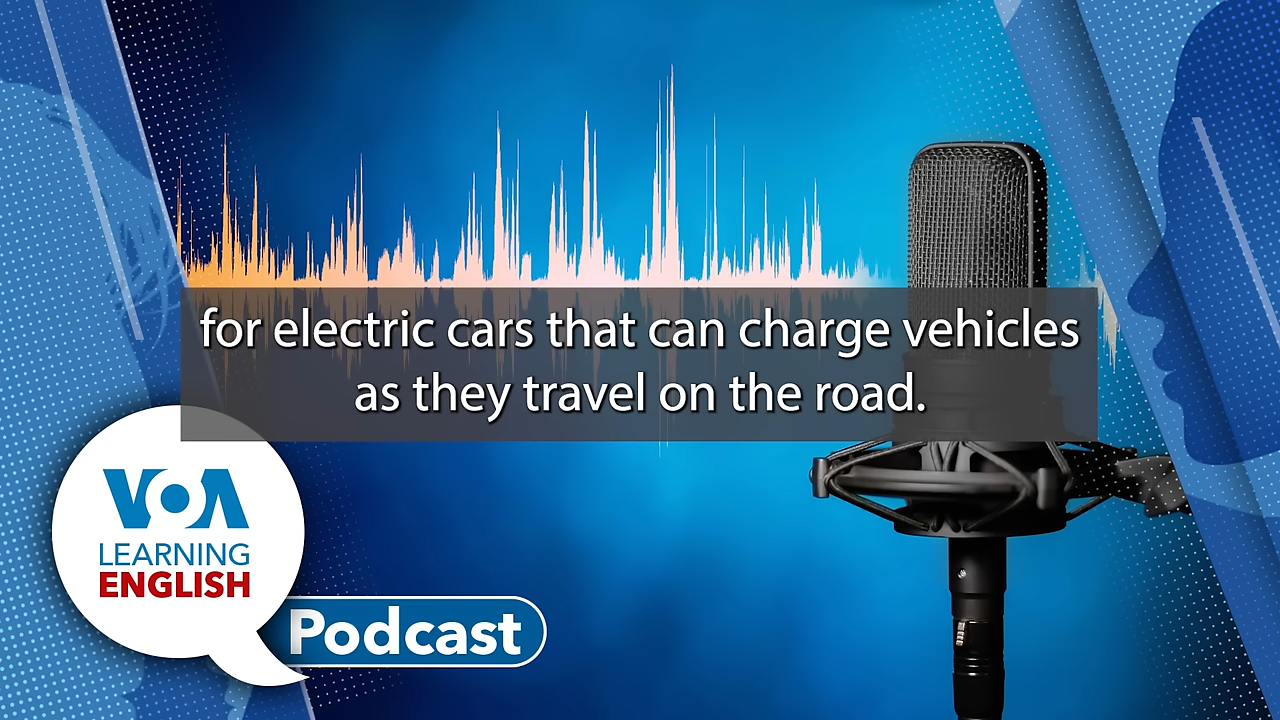 for electric cars that can charge vehicles
as they travel on the road.
VOA
LEARNING
ENGLISH
Podcast